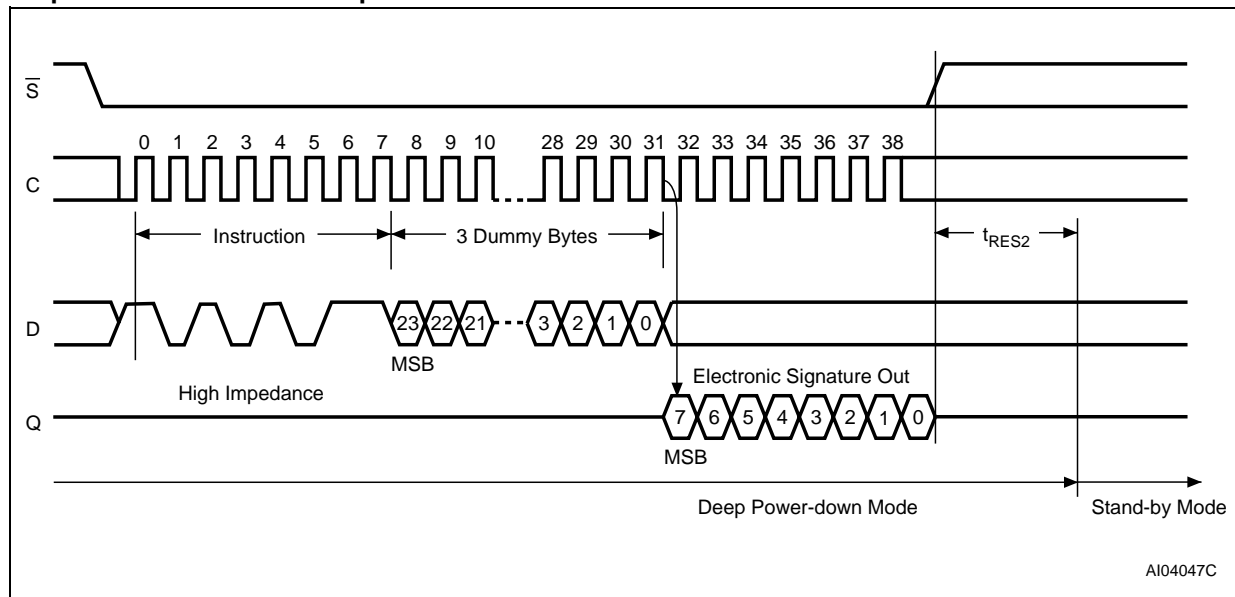 S
0 1 2 3 4 5 6 7 8 9 10 28 29 30 31 32 33 34 35 36 37 38
C
Instruction 3 Dummy Bytes tRES2
D 23 22 21 3 2 1 0
MSB
High Impedance Electronic Signature Out
Q 7 6 5 4 3 2 1 0
MSB
Deep Power-down Mode Stand-by Mode
AI04047C